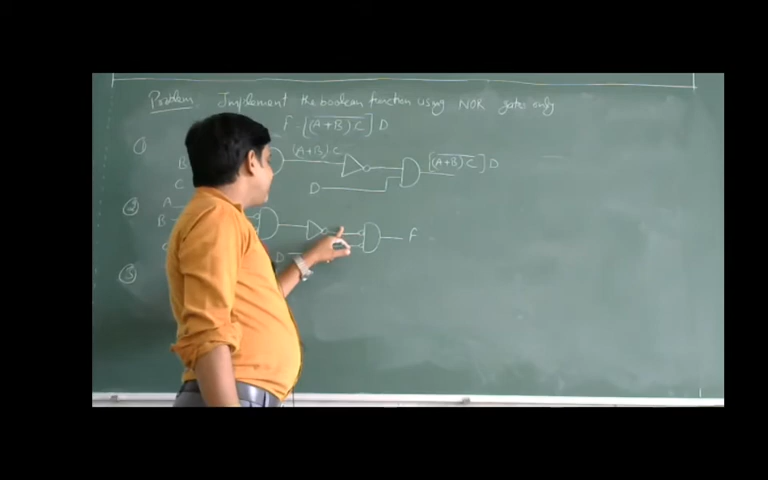 Problem Implement the boolean function using NOR gates only
F = [(A+B) C] D
①
B
(A+B) C
[(A+B) C] D
C
D
②
A
B
F
D
③